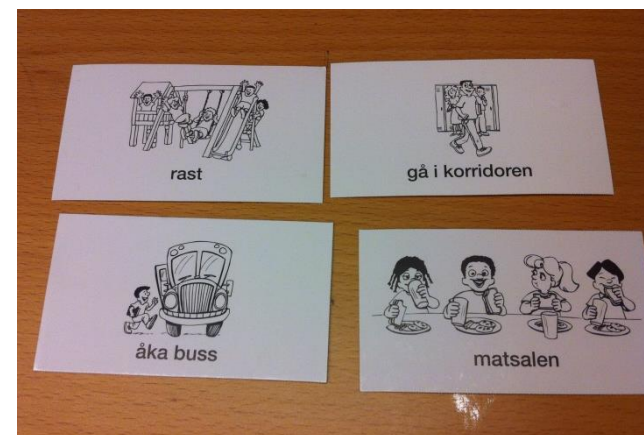 rast
gå i korridoren
åka buss
matsalen